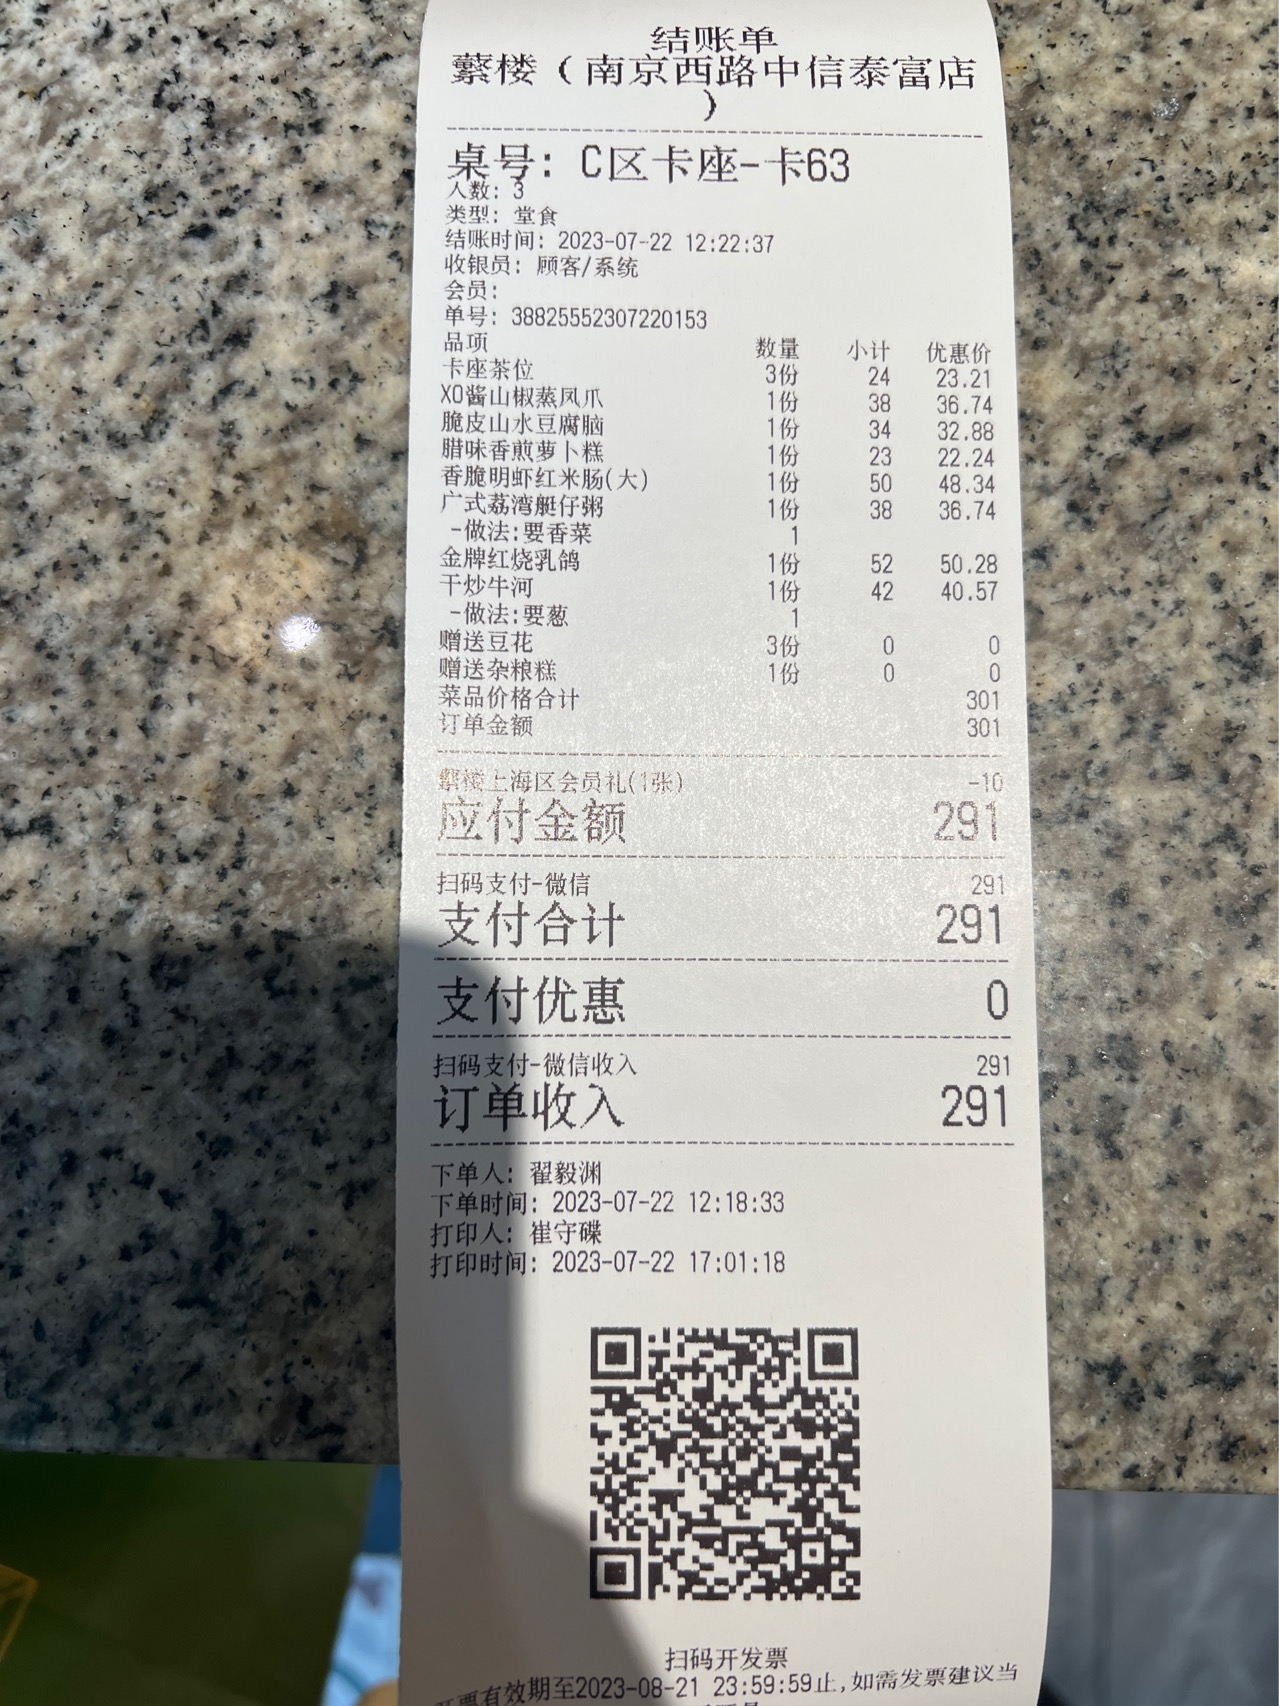 结账单
蘩楼（南京西路中信泰富店
）
桌号: C区卡座-卡63
人数: 3
类型: 堂食
结账时间: 2023-07-22 12:22:37
收银员: 顾客/系统
会员:
单号: 388255552307220153
品项 数量 小计 优惠价
卡座茶位 3份 24 23.21
XO酱山椒蒸凤爪 1份 38 36.74
脆皮山水豆腐脑 1份 34 32.88
腊味香煎萝卜糕 1份 23 22.24
香脆明虾红米肠(大) 1份 50 48.34
广式荔湾艇仔粥 1份 38 36.74
-做法:要香菜 1
金牌红烧乳鸽 1份 52 50.28
干炒牛河 1份 42 40.57
-做法:要葱 1
赠送豆花 3份 0 0
赠送杂粮糕 1份 0 0
菜品价格合计 301
订单金额 301
蘩楼上海区会员礼(1张) -10
应付金额 291
扫码支付-微信 291
支付合计 291
支付优惠 0
扫码支付-微信收入 291
订单收入 291
下单人: 翟毅渊
下单时间: 2023-07-22 12:18:33
打印人: 崔守碟
打印时间: 2023-07-22 17:01:18
扫码开发票
开票有效期至2023-08-21 23:59:59止,如需发票建议当